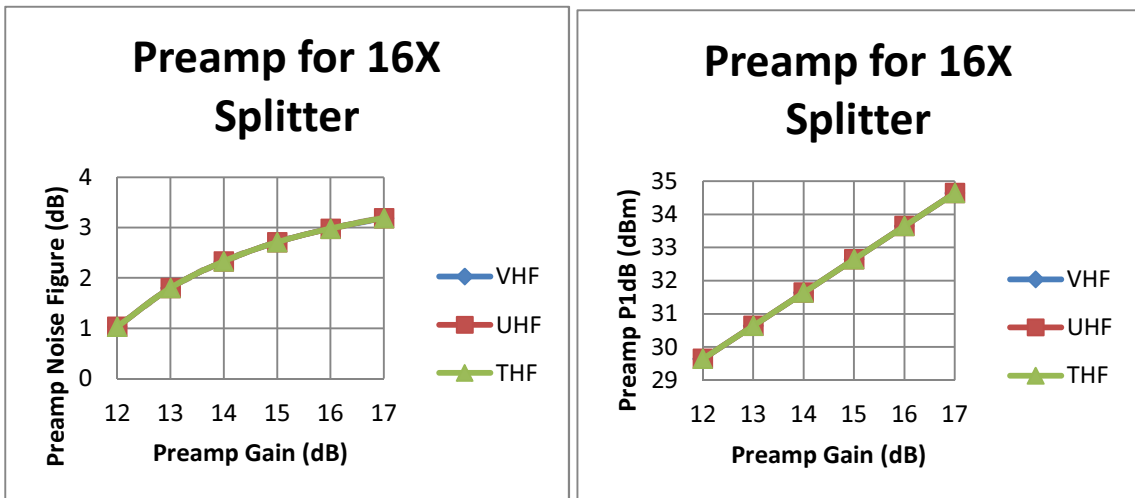 Preamp for 16X
Splitter
Preamp Noise Figure (dB)
4
3
2
1
0
12 13 14 15 16 17
Preamp Gain (dB)
VHF
UHF
THF
Preamp for 16X
Splitter
Preamp P1dB (dBm)
35
34
33
32
31
30
29
12 13 14 15 16 17
Preamp Gain (dB)
VHF
UHF
THF